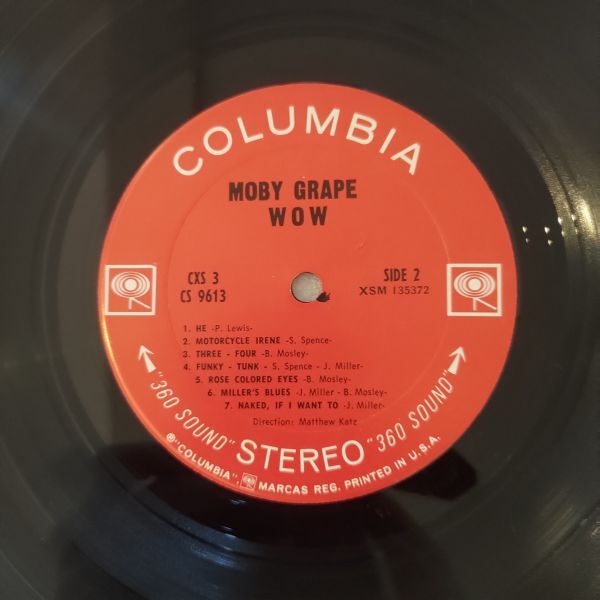 COLUMBIA
MOBY GRAPE
WOW
CXS 3
CS 9613
SIDE 2
XSM 135372
1. HE -P. Lewis-
2. MOTORCYCLE IRENE -S. Spence-
3. THREE - FOUR -B. Mosley-
4. FUNKY - TUNK - S. Spence - J. Miller-
5. ROSE COLORED EYES -B. Mosley-
6. MILLER'S BLUES -J. Miller - B. Mosley-
7. NAKED, IF I WANT TO -J. Miller-
Direction: Matthew Katz
"360 SOUND" STEREO "360 SOUND"
® "COLUMBIA", MARCAS REG. PRINTED IN U.S.A.